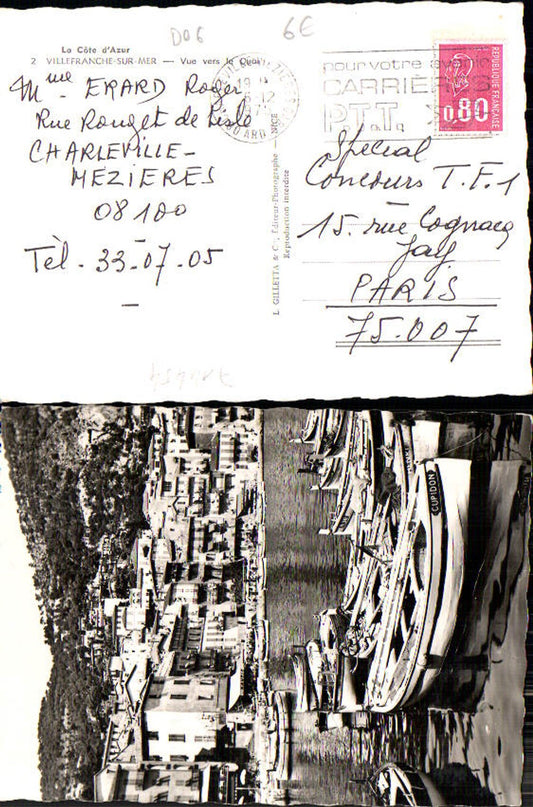 D06
6€
La Côte d'Azur
2 VILLEFRANCHE-SUR-MER — Vue vers le Quai
Mme ERARD Roger
Rue Rouget de Lisle
CHARLEVILLE-
MEZIERES
08100
Tèl - 33-07-05
pour votre
CARRIÈRE
P.T.T.
REPUBLIQUE FRANÇAISE
0,80
L. GILLETTA & Cie, Éditeur-Photographe — NICE
Reproduction interdite
Spécial
Concours T.F.1
15. rue Cognacq
Jay
PARIS
75.007
CUPIDON